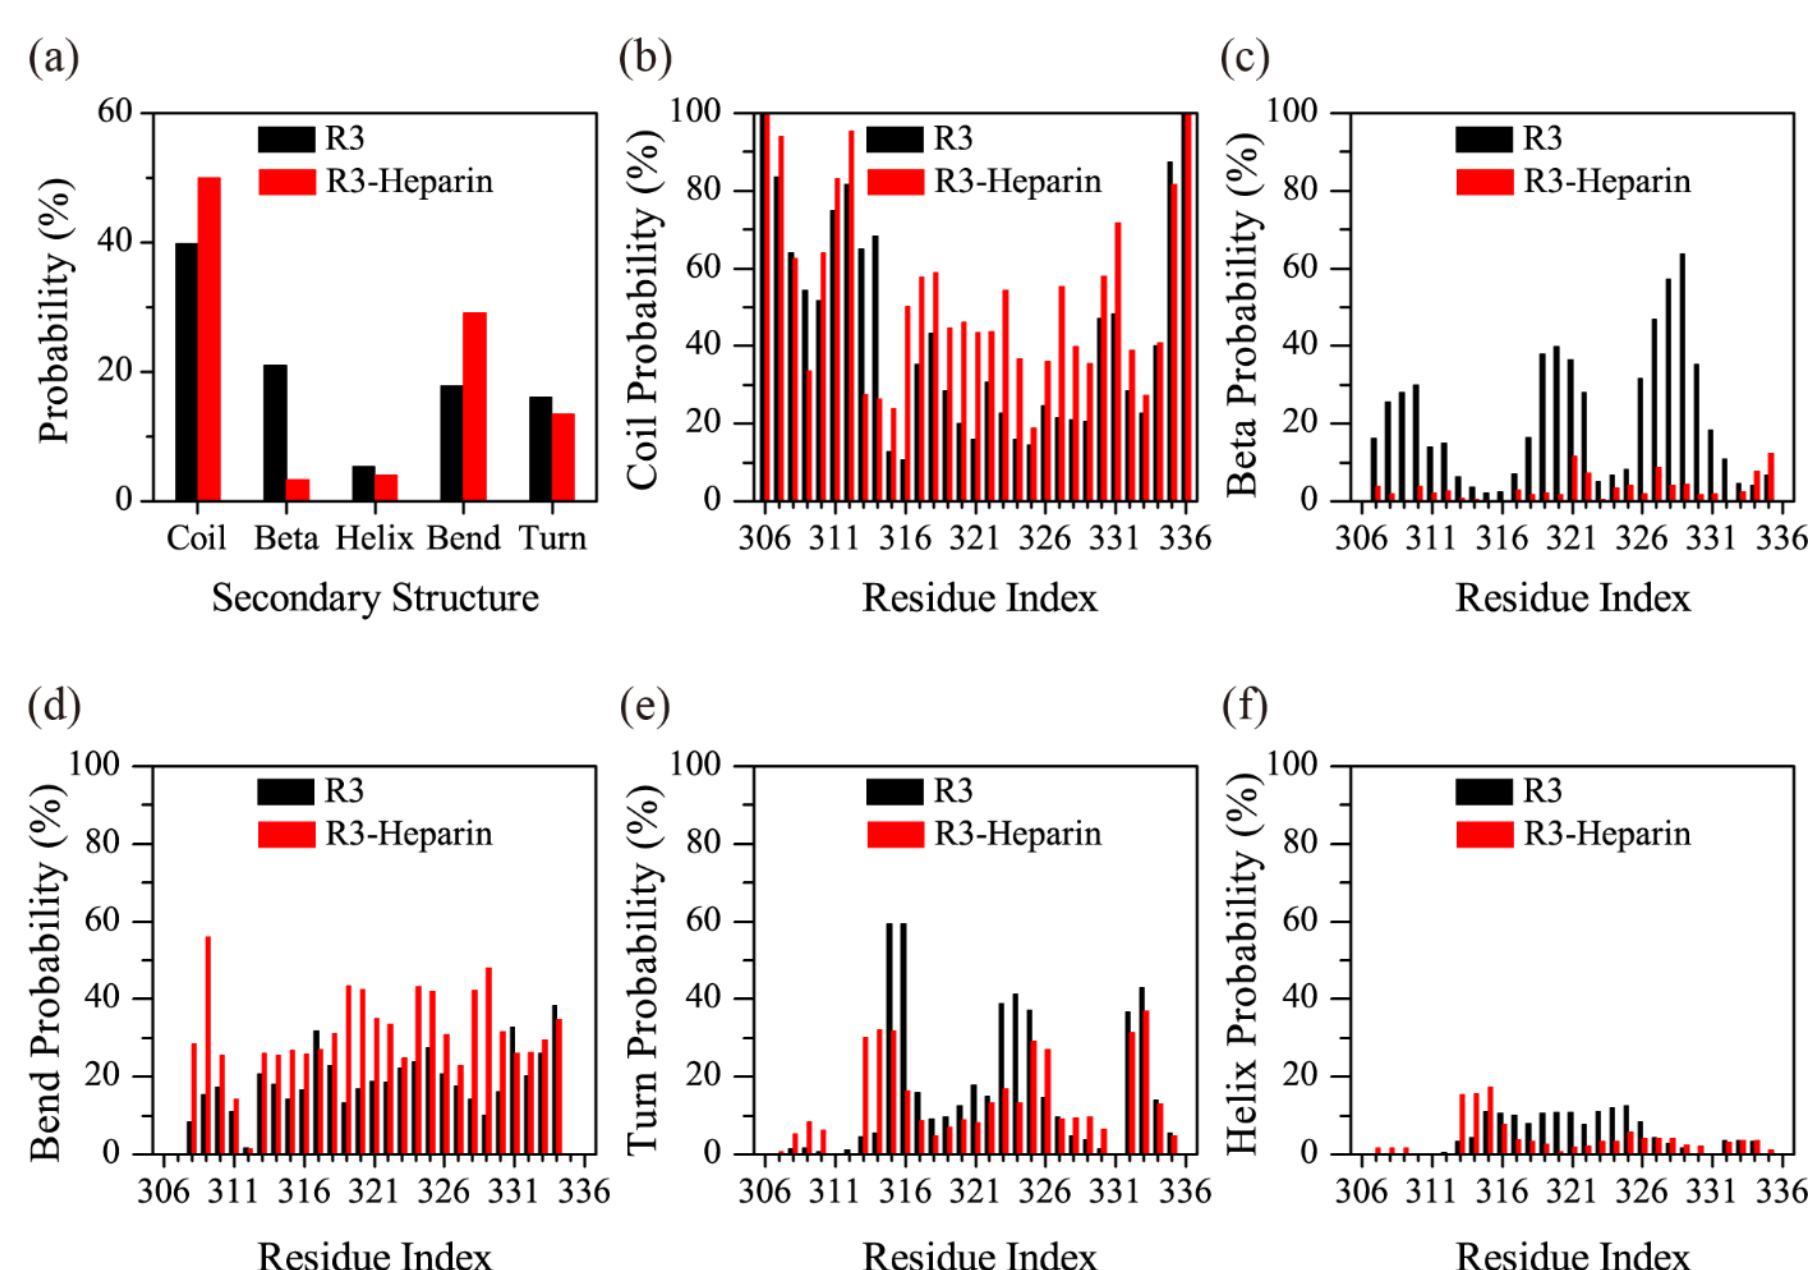 (a)
60
40
20
0
Probability (%)
R3
R3-Heparin
Coil Beta Helix Bend Turn
Secondary Structure
(b)
100
80
60
40
20
0
Coil Probability (%)
R3
R3-Heparin
306 311 316 321 326 331 336
Residue Index
(c)
100
80
60
40
20
0
Beta Probability (%)
R3
R3-Heparin
306 311 316 321 326 331 336
Residue Index
(d)
100
80
60
40
20
0
Bend Probability (%)
R3
R3-Heparin
306 311 316 321 326 331 336
Residue Index
(e)
100
80
60
40
20
0
Turn Probability (%)
R3
R3-Heparin
306 311 316 321 326 331 336
Residue Index
(f)
100
80
60
40
20
0
Helix Probability (%)
R3
R3-Heparin
306 311 316 321 326 331 336
Residue Index